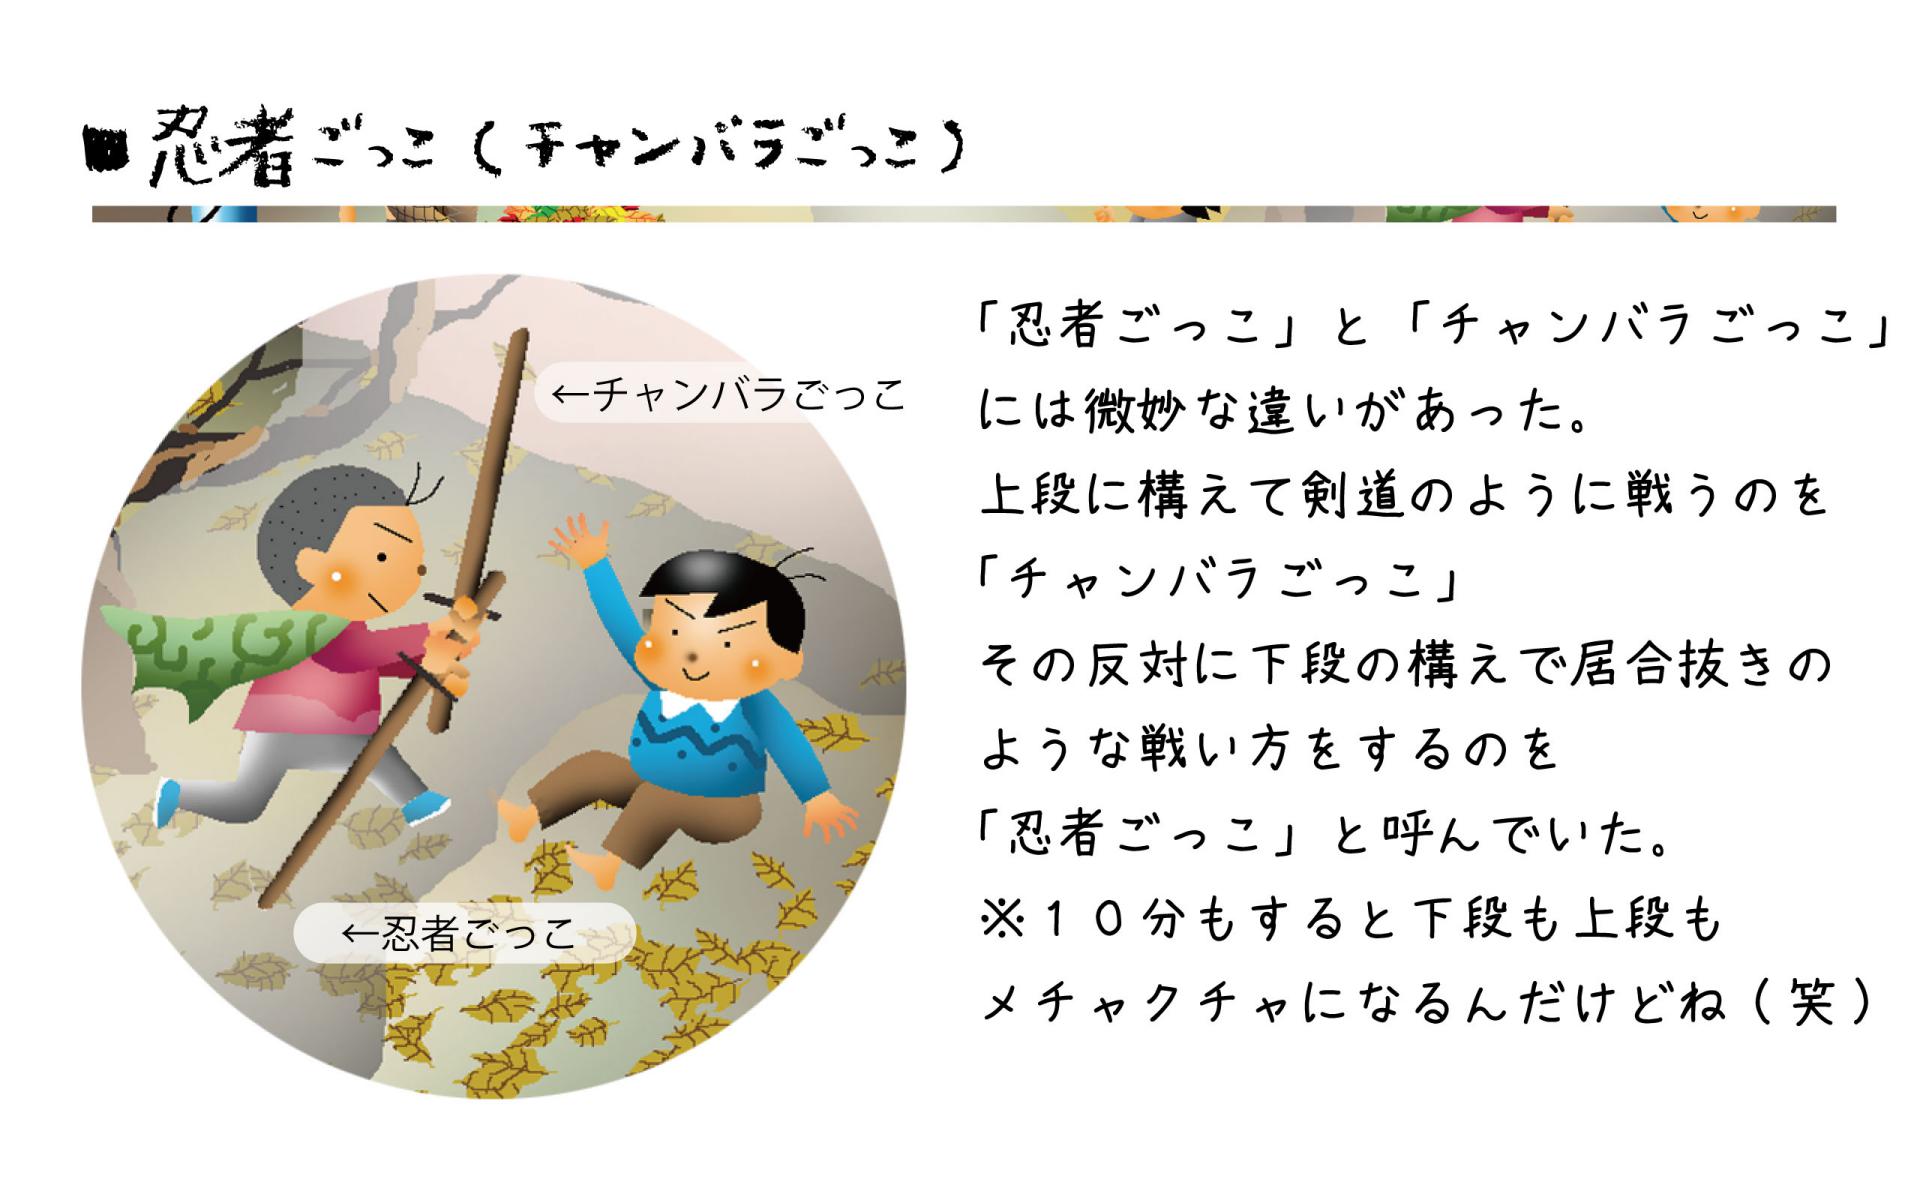 ■忍者ごっこ（チャンバラごっこ）
←チャンバラごっこ
←忍者ごっこ
「忍者ごっこ」と「チャンバラごっこ」
には微妙な違いがあった。
上段に構えて剣道のように戦うのを
「チャンバラごっこ」
その反対に下段の構えで居合抜きの
ような戦い方をするのを
「忍者ごっこ」と呼んでいた。
※１０分もすると下段も上段も
メチャクチャになるんだけどね（笑）